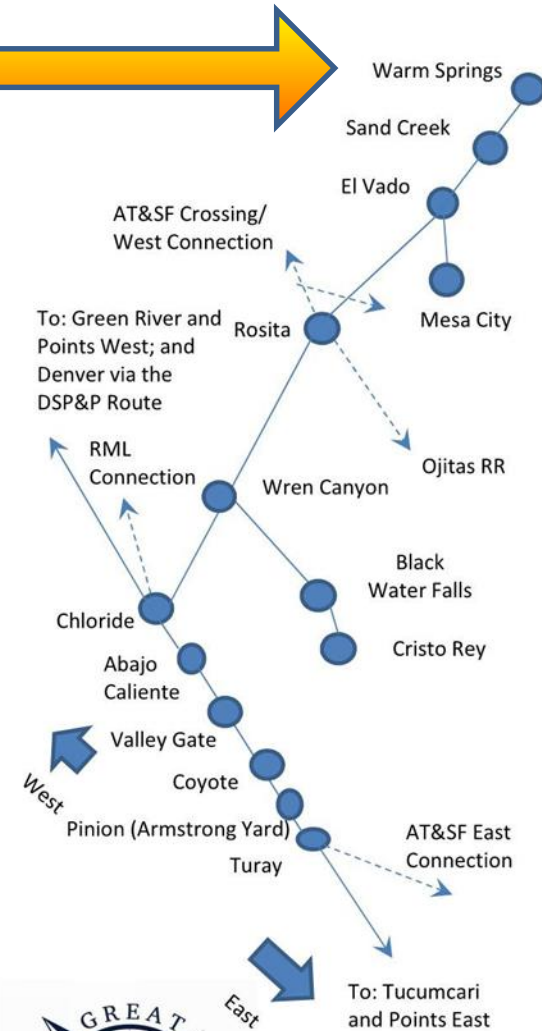 Warm Springs
Sand Creek
El Vado
AT&SF Crossing/
West Connection
Mesa City
To: Green River and
Points West; and
Denver via the
DSP&P Route
Rosita
RML
Connection
Ojitas RR
Wren Canyon
Black
Water Falls
Chloride
Cristo Rey
Abajo
Caliente
Valley Gate
West
Coyote
Pinion (Armstrong Yard)
AT&SF East
Connection
Turay
East
To: Tucumcari
and Points East
GREAT